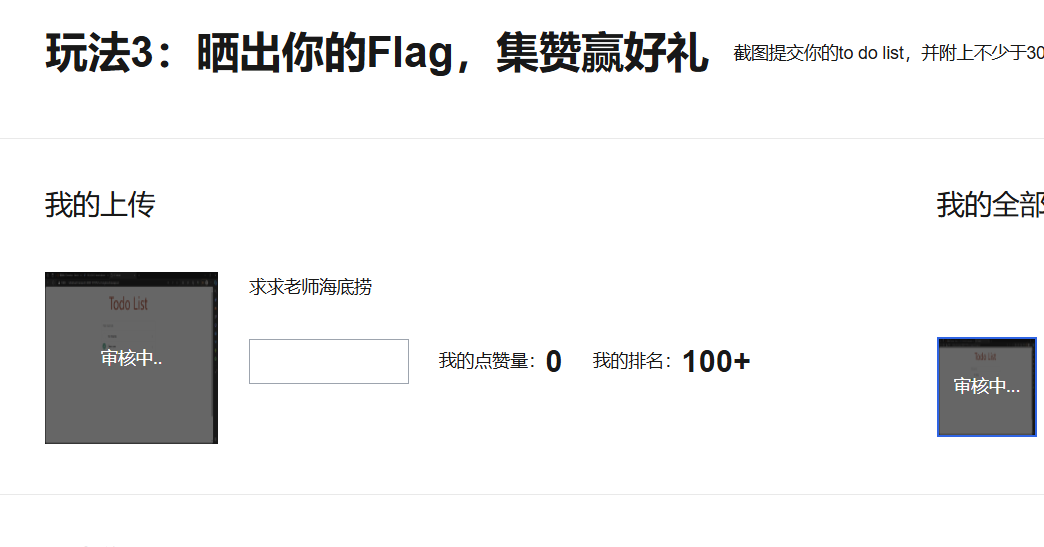 玩法3：晒出你的Flag，集赞赢好礼 截图提交你的to do list，并附上不少于30
我的上传
我的全部
求求老师海底捞
Todo List
审核中..
我的点赞量：0 我的排名：100+
Todo List
审核中...